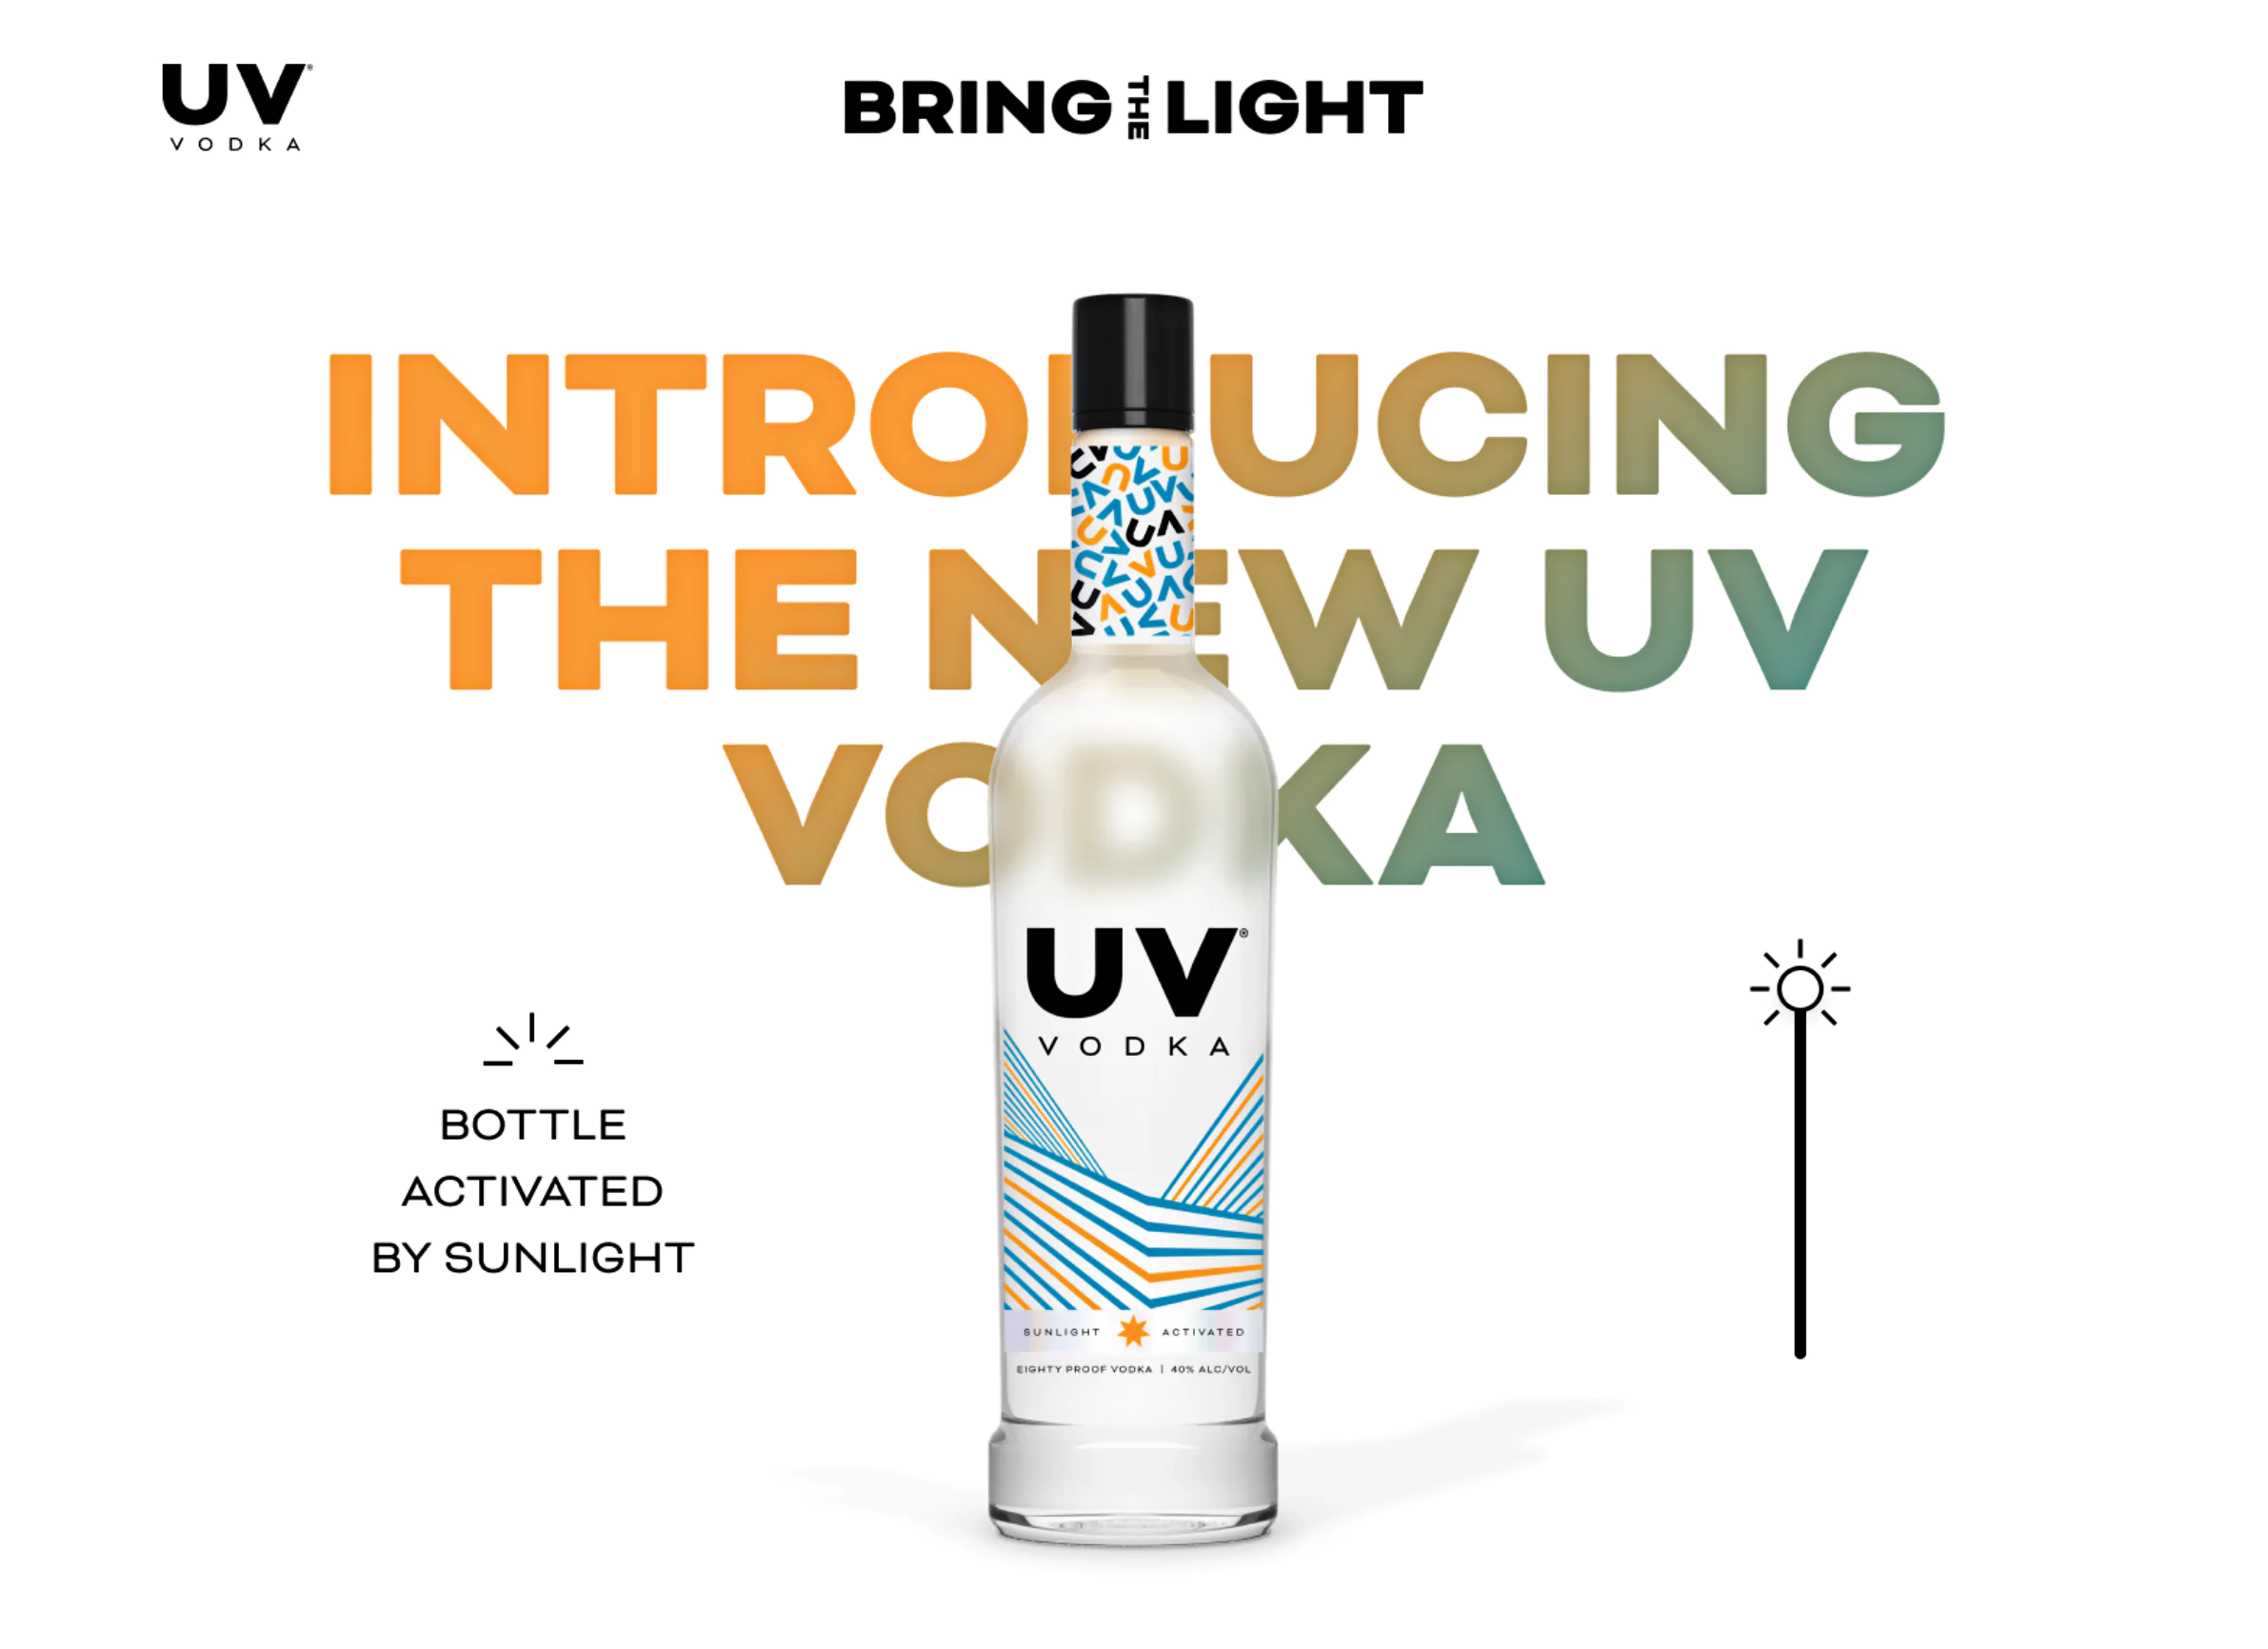 UV®
VODKA
BRING THE LIGHT
INTRODUCING
THE NEW UV
VODKA
UV®
VODKA
BOTTLE
ACTIVATED
BY SUNLIGHT
SUNLIGHT ACTIVATED
EIGHTY PROOF VODKA | 40% ALC/VOL